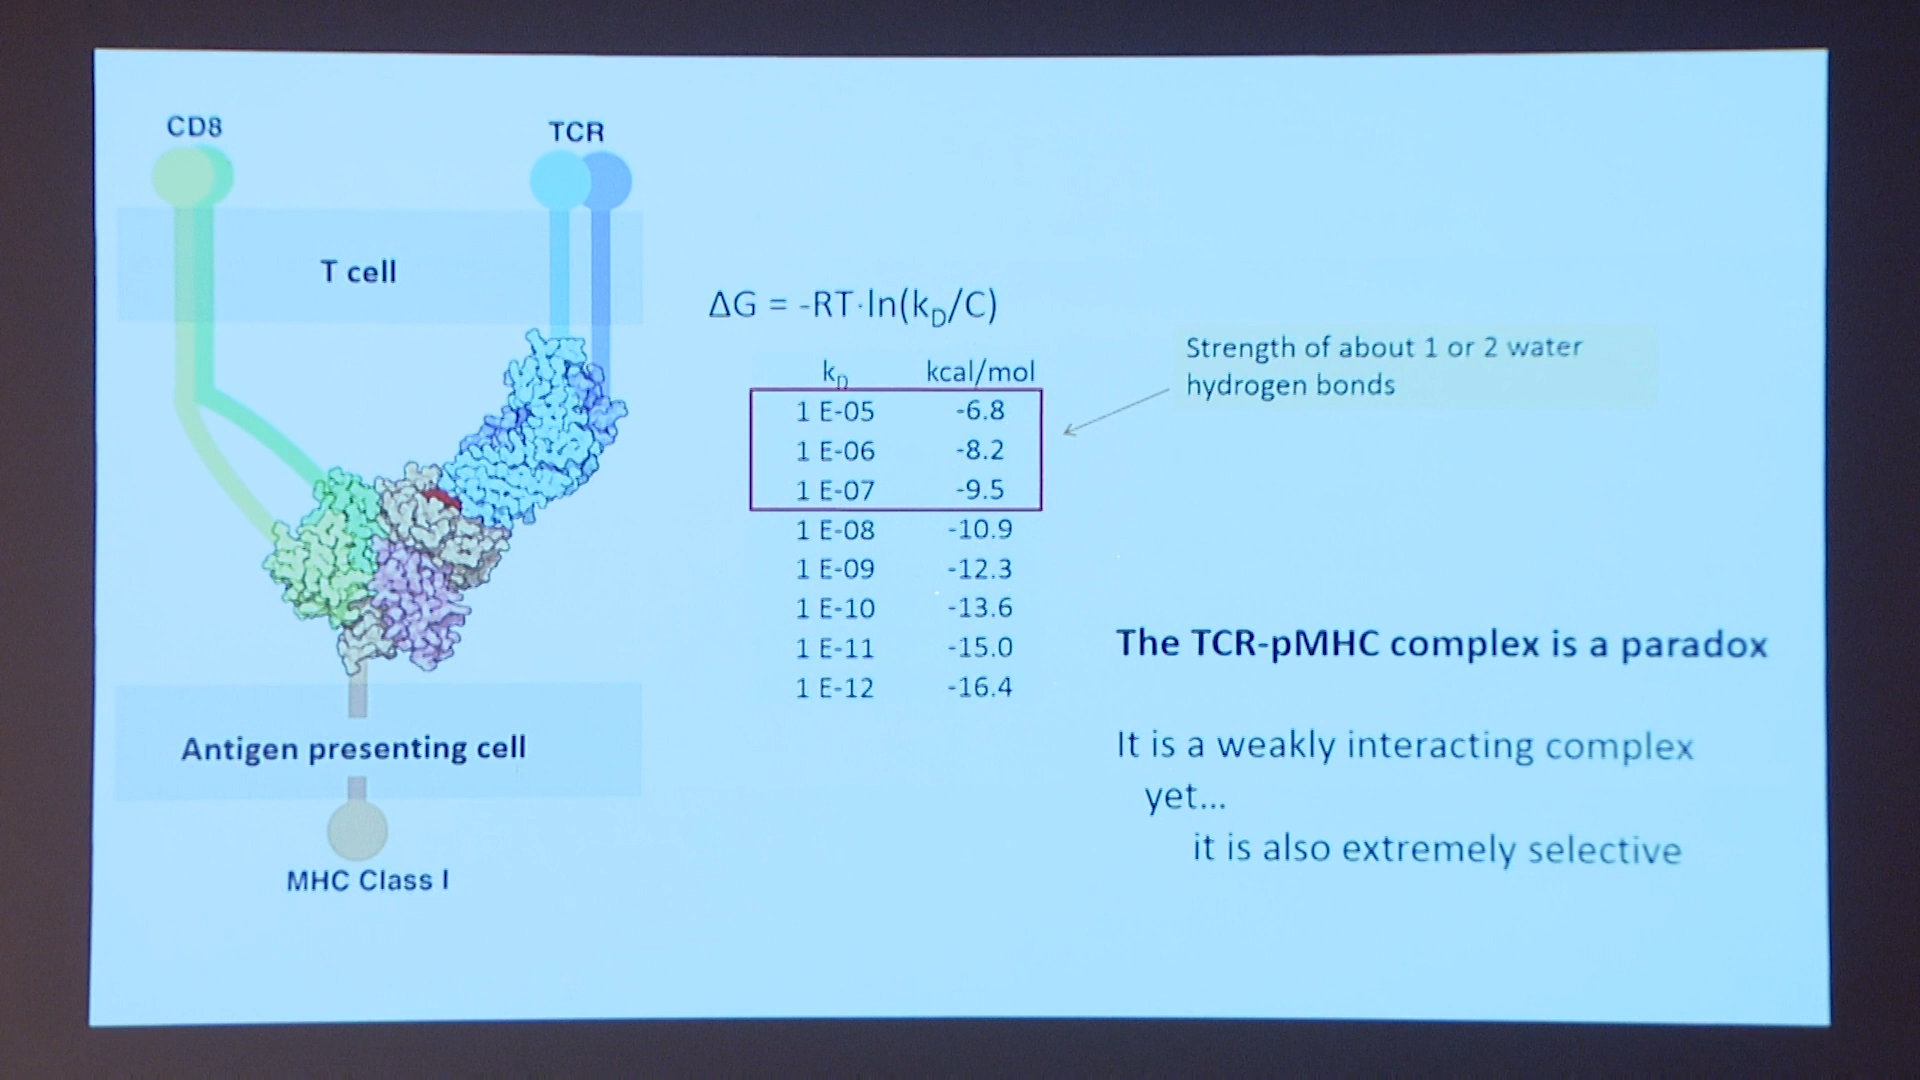 CD8
TCR
T cell
Antigen presenting cell
MHC Class I
ΔG = -RT·ln(k_D/C)
k_D kcal/mol
1 E-05 -6.8
1 E-06 -8.2
1 E-07 -9.5
1 E-08 -10.9
1 E-09 -12.3
1 E-10 -13.6
1 E-11 -15.0
1 E-12 -16.4
Strength of about 1 or 2 water
hydrogen bonds
The TCR-pMHC complex is a paradox
It is a weakly interacting complex
yet...
it is also extremely selective